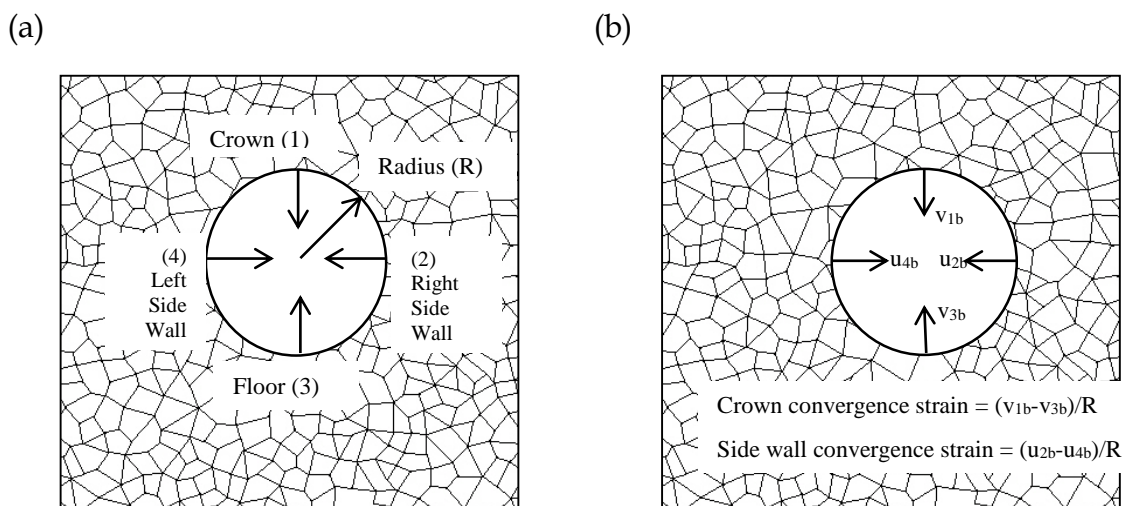 (a)
Crown (1)
Radius (R)
(4)
Left
Side
Wall
(2)
Right
Side
Wall
Floor (3)
(b)
v1b
u4b
u2b
v3b
Crown convergence strain = (v1b-v3b)/R
Side wall convergence strain = (u2b-u4b)/R